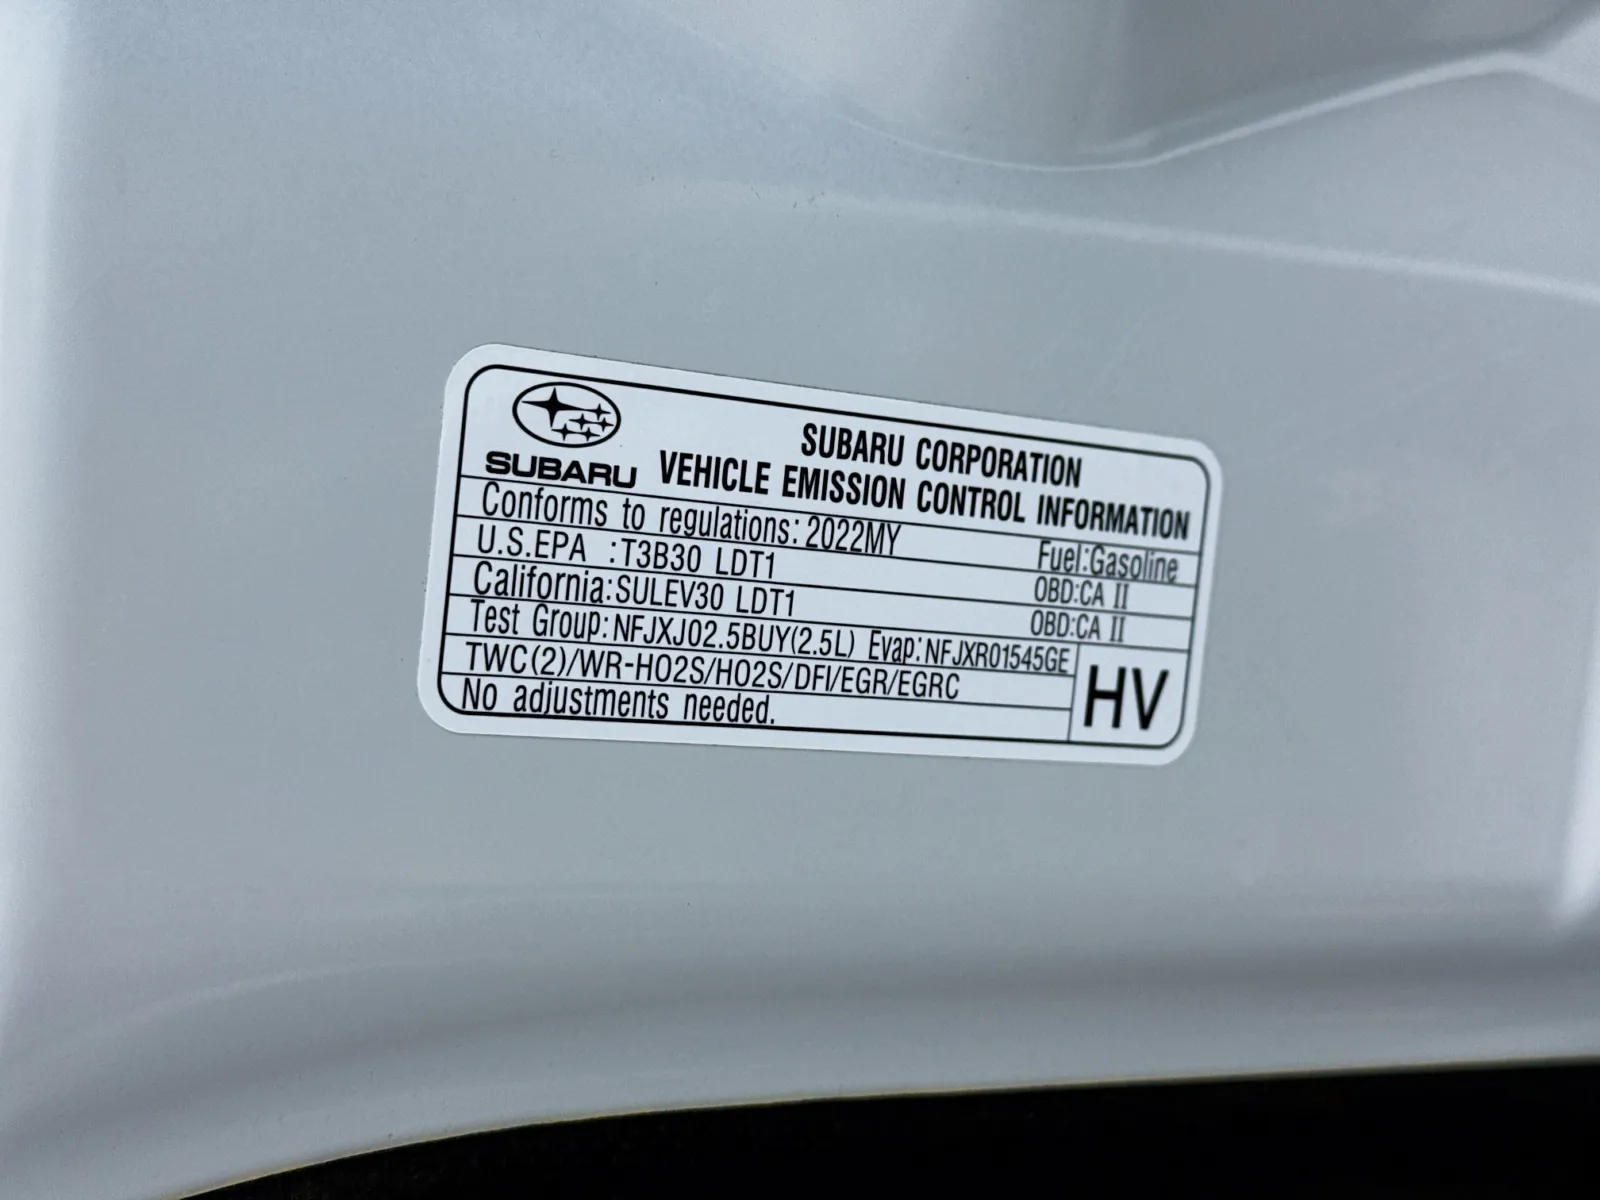 SUBARU
SUBARU CORPORATION
VEHICLE EMISSION CONTROL INFORMATION
Conforms to regulations: 2022MY Fuel:Gasoline
U.S.EPA :T3B30 LDT1 OBD:CA II
California:SULEV30 LDT1 OBD:CA II
Test Group:NFJXJ02.5BUY(2.5L) Evap:NFJXR01545GE
TWC(2)/WR-HO2S/HO2S/DFI/EGR/EGRC
No adjustments needed.
HV